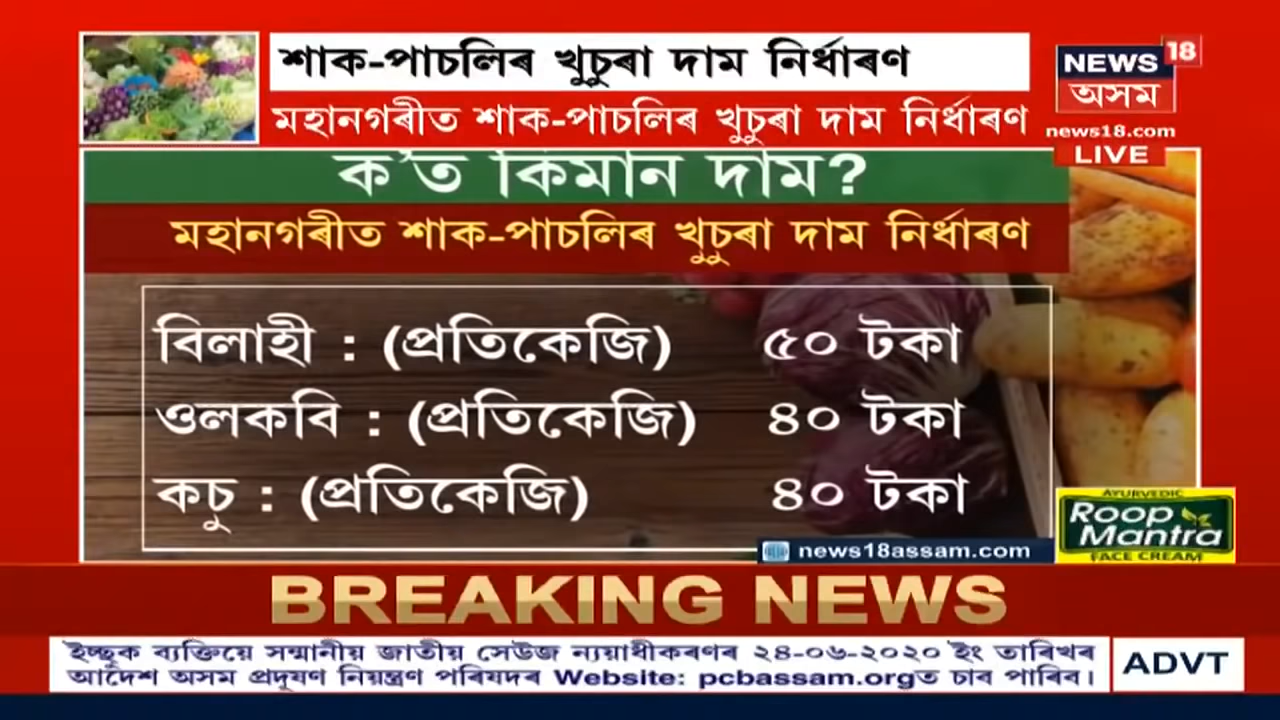 শাক-পাচলিৰ খুচুৰা দাম নিৰ্ধাৰণ
মহানগৰীত শাক-পাচলিৰ খুচুৰা দাম নিৰ্ধাৰণ
NEWS 18
অসম
news18.com
LIVE
ক'ত কিমান দাম?
মহানগৰীত শাক-পাচলিৰ খুচুৰা দাম নিৰ্ধাৰণ
বিলাহী : (প্ৰতিকেজি) ৫০ টকা
ওলকবি : (প্ৰতিকেজি) ৪০ টকা
কচু : (প্ৰতিকেজি) ৪০ টকা
AYURVEDIC
Roop
Mantra
FACE CREAM
news18assam.com
BREAKING NEWS
ইচ্ছুক ব্যক্তিয়ে সন্মানীয় জাতীয় সেউজ ন্যয়াধীকৰণৰ ২৪-০৬-২০২০ ইং তাৰিখৰ
আদেশ অসম প্ৰদূষণ নিয়ন্ত্ৰণ পৰিষদৰ Website: pcbassam.orgত চাব পাৰিব।
ADVT